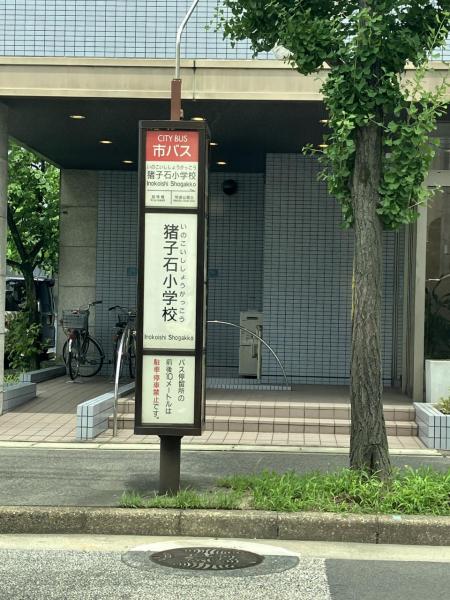 CITY BUS
市バス
いのこいししょうがっこう
猪子石小学校
Inokoishi Shogakko
いのこいししょうがっこう
猪子石小学校
Inokoishi Shogakko
バス停留所の
前後10メートルは
駐車停車禁止です。